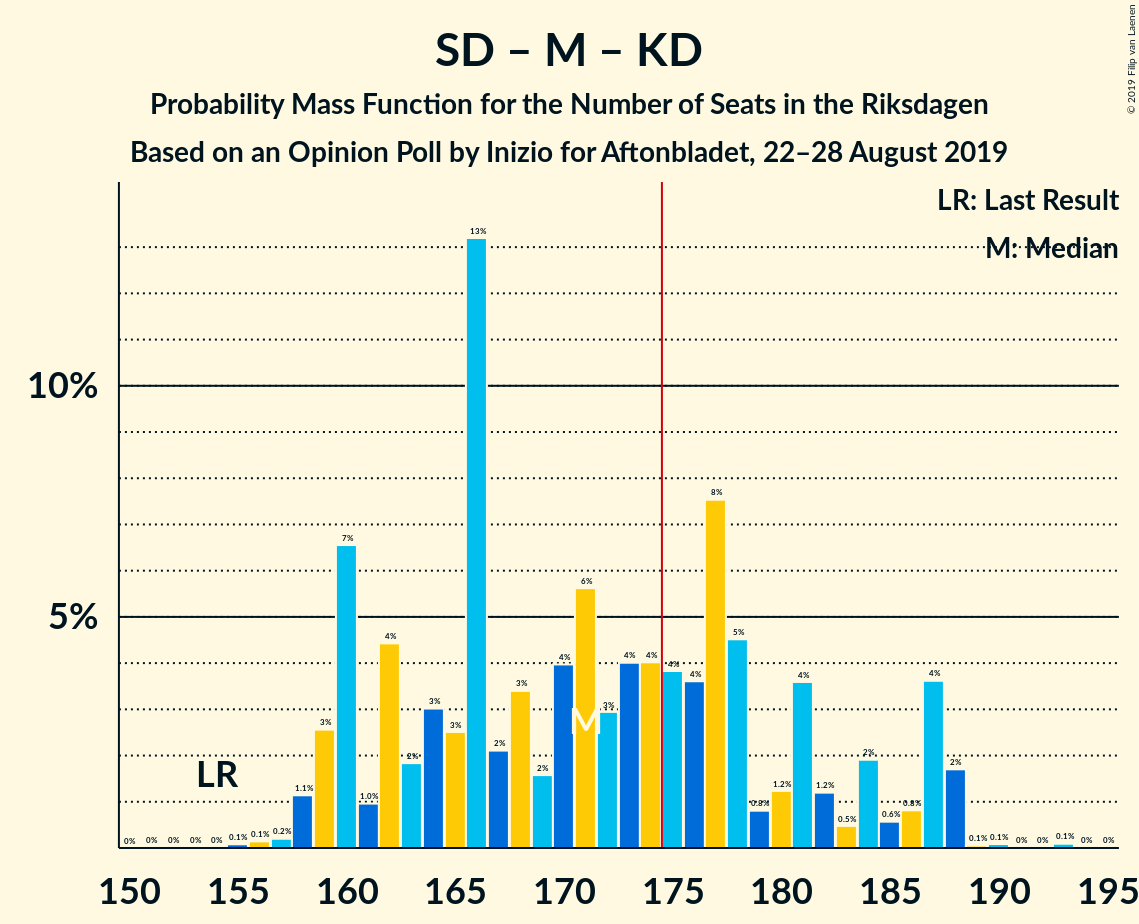 SD – M – KD
Probability Mass Function for the Number of Seats in the Riksdagen
Based on an Opinion Poll by Inizio for Aftonbladet, 22–28 August 2019
© 2019 Filip van Laenen
LR: Last Result
M: Median
10%
5%
LR
M
0% 0% 0% 0% 0% 0.1% 0.1% 0.2% 1.1% 3% 7% 1.0% 4% 2% 3% 3% 13% 2% 3% 2% 4% 6% 3% 4% 4% 4% 4% 8% 5% 0.8% 1.2% 4% 1.2% 0.5% 2% 0.6% 0.8% 4% 2% 0.1% 0.1% 0% 0% 0.1% 0% 0%
150 155 160 165 170 175 180 185 190 195